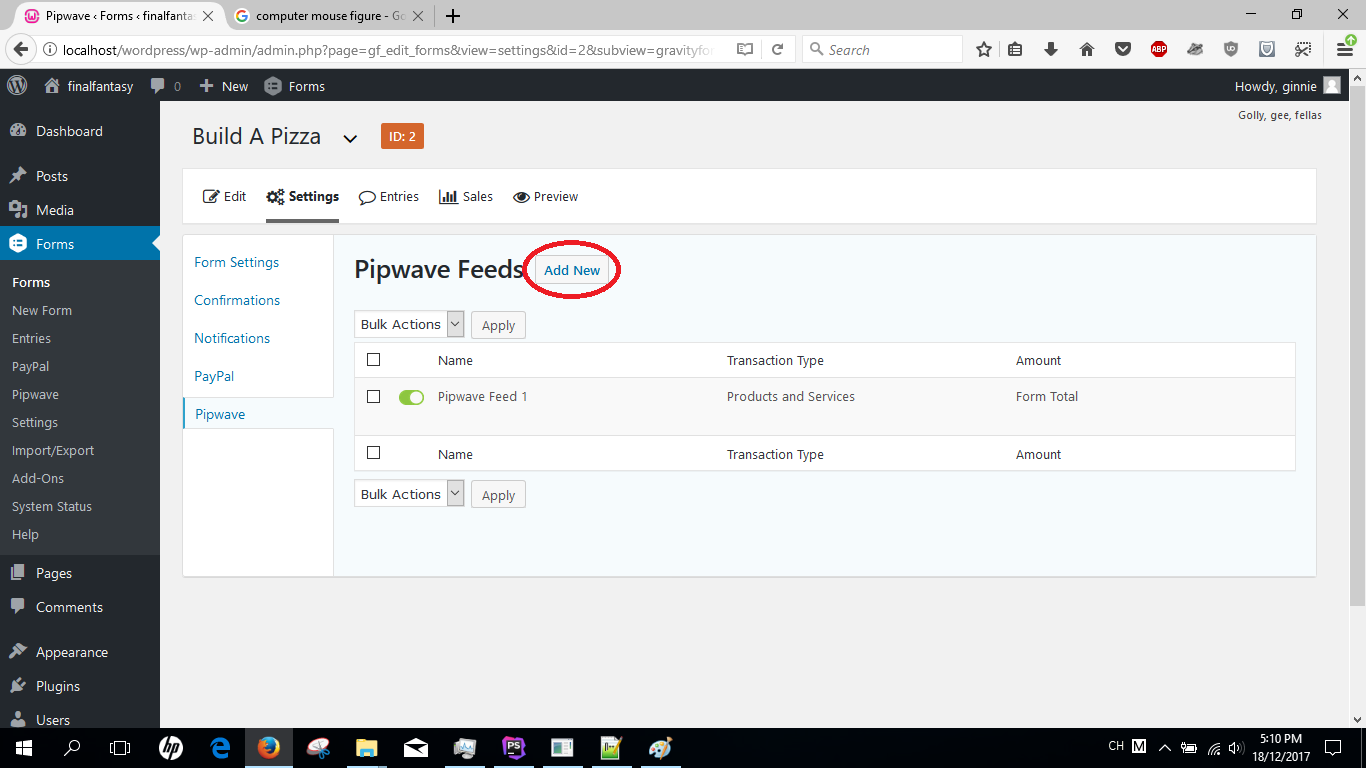 Pipwave ‹ Forms ‹ finalfantas
computer mouse figure - Go
localhost/wordpress/wp-admin/admin.php?page=gf_edit_forms&view=settings&id=2&subview=gravityfor
Search
ABP
finalfantasy
0
New
Forms
Howdy, ginnie
Golly, gee, fellas
Dashboard
Posts
Media
Forms
Forms
New Form
Entries
PayPal
Pipwave
Settings
Import/Export
Add-Ons
System Status
Help
Pages
Comments
Appearance
Plugins
Users
Build A Pizza
ID: 2
Edit
Settings
Entries
Sales
Preview
Form Settings
Confirmations
Notifications
PayPal
Pipwave
Pipwave Feeds
Add New
Bulk Actions
Apply
Name Transaction Type Amount
Pipwave Feed 1 Products and Services Form Total
Name Transaction Type Amount
Bulk Actions
Apply
hp
PS
CH
M
5:10 PM
18/12/2017